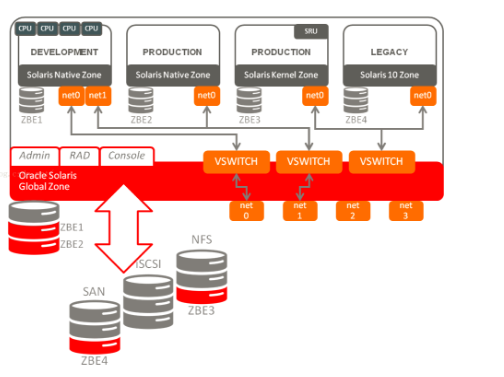 CPU CPU CPU CPU
SRU
DEVELOPMENT PRODUCTION PRODUCTION LEGACY
Solaris Native Zone Solaris Native Zone Solaris Kernel Zone Solaris 10 Zone
net0 net1 net0 net0 net0
ZBE1 ZBE2 ZBE3 ZBE4
Admin RAD Console
VSWITCH VSWITCH VSWITCH
Oracle Solaris
Global Zone
net 0 net 1 net 2 net 3
ZBE1
ZBE2
NFS
ISCSI
SAN
ZBE3
ZBE4